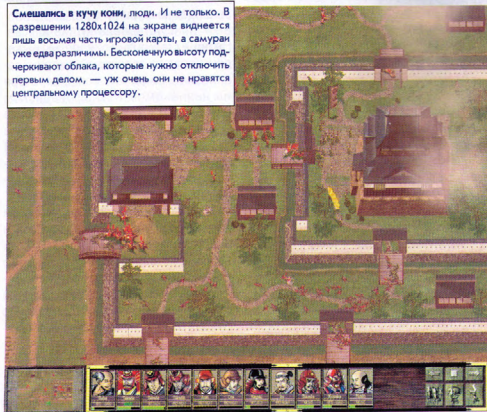 Смешались в кучу кони, люди. И не только. В
разрешении 1280x1024 на экране виднеется
лишь восьмая часть игровой карты, а самураи
уже едва различимы. Бесконечную высоту под-
черкивают облака, которые нужно отключить
первым делом, — уж очень они не нравятся
центральному процессору.